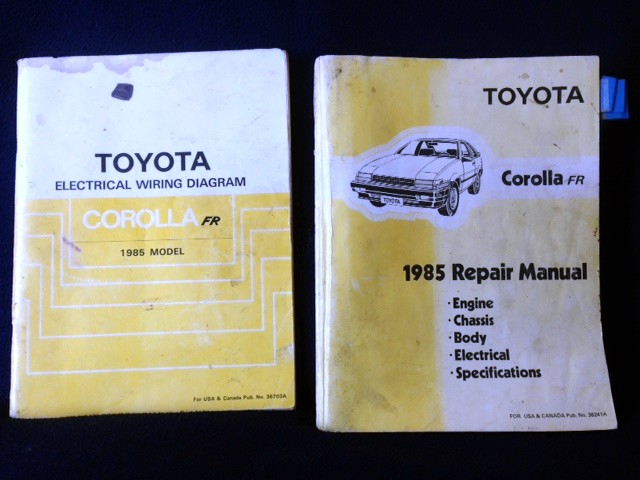 TOYOTA
ELECTRICAL WIRING DIAGRAM
COROLLA FR
1985 MODEL
For USA & Canada Pub. No. 36703A
TOYOTA
TOYOTA
Corolla FR
1985 Repair Manual
· Engine
· Chassis
· Body
· Electrical
· Specifications
FOR USA & CANADA Pub. No. 36241A